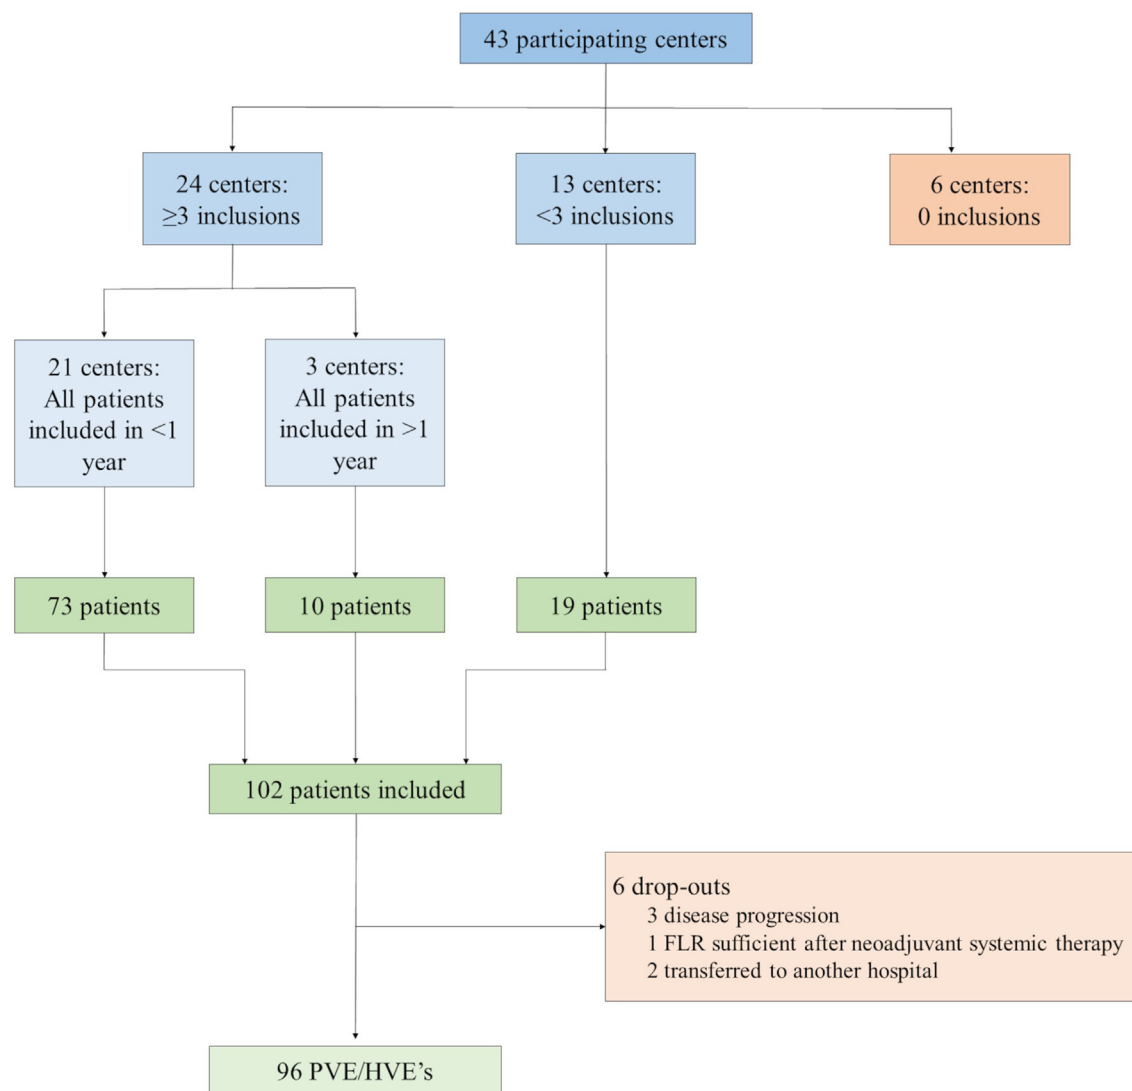 43 participating centers
24 centers:
≥3 inclusions
13 centers:
<3 inclusions
6 centers:
0 inclusions
21 centers:
All patients
included in <1
year
3 centers:
All patients
included in >1
year
73 patients
10 patients
19 patients
102 patients included
6 drop-outs
3 disease progression
1 FLR sufficient after neoadjuvant systemic therapy
2 transferred to another hospital
96 PVE/HVE's